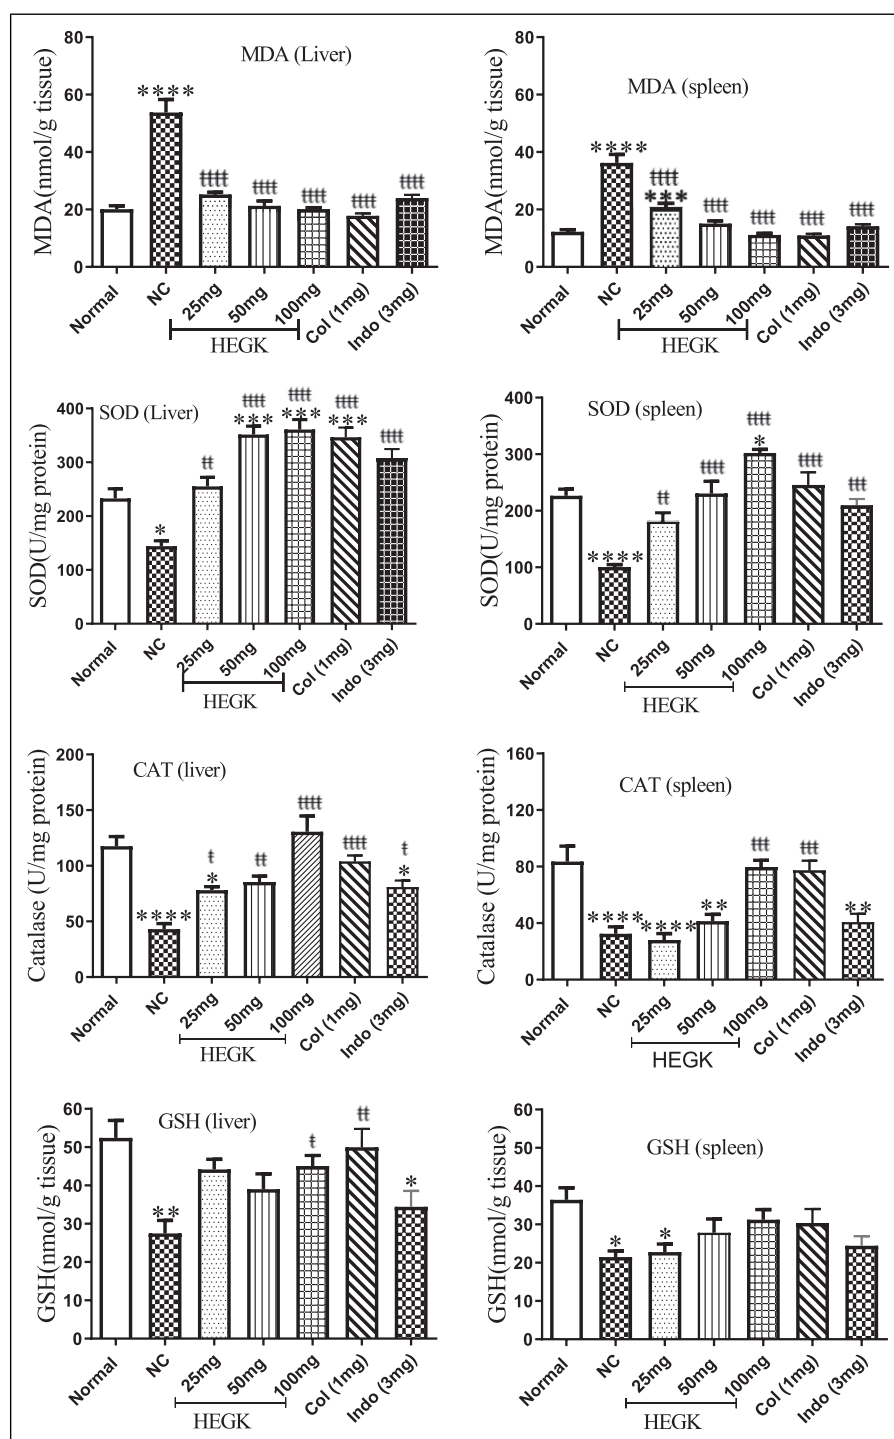 MDA (Liver)
MDA(nmol/g tissue)
80
60
40
20
0
****
ŧŧŧŧ
ŧŧŧŧ
ŧŧŧŧ
ŧŧŧŧ
ŧŧŧŧ
Normal
NC
25mg
50mg
100mg
Col (1mg)
Indo (3mg)
HEGK
MDA (spleen)
MDA(nmol/g tissue)
80
60
40
20
0
****
ŧŧŧŧ
***
ŧŧŧŧ
ŧŧŧŧ
ŧŧŧŧ
ŧŧŧŧ
Normal
NC
25mg
50mg
100mg
Col (1mg)
Indo (3mg)
HEGK
SOD (Liver)
SOD(U/mg protein)
400
300
200
100
0
*
ŧŧ
ŧŧŧŧ
***
ŧŧŧŧ
***
ŧŧŧŧ
***
ŧŧŧŧ
Normal
NC
25mg
50mg
100mg
Col (1mg)
Indo (3mg)
HEGK
SOD (spleen)
SOD(U/mg protein)
400
300
200
100
0
****
ŧŧ
ŧŧŧŧ
ŧŧŧŧ
*
ŧŧŧŧ
ŧŧŧ
Normal
NC
25mg
50mg
100mg
Col (1mg)
Indo (3mg)
HEGK
CAT (liver)
Catalase (U/mg protein)
200
150
100
50
0
****
ŧ
*
ŧŧ
ŧŧŧŧ
ŧŧŧŧ
ŧ
*
Normal
NC
25mg
50mg
100mg
Col (1mg)
Indo (3mg)
HEGK
CAT (spleen)
Catalase (U/mg protein)
160
120
80
40
0
****
****
**
ŧŧŧ
ŧŧŧ
**
Normal
NC
25mg
50mg
100mg
Col (1mg)
Indo (3mg)
HEGK
GSH (liver)
GSH(nmol/g tissue)
60
50
40
30
20
10
0
**
ŧ
ŧŧ
*
Normal
NC
25mg
50mg
100mg
Col (1mg)
Indo (3mg)
HEGK
GSH (spleen)
GSH(nmol/g tissue)
60
50
40
30
20
10
0
*
*
Normal
NC
25mg
50mg
100mg
Col (1mg)
Indo (3mg)
HEGK